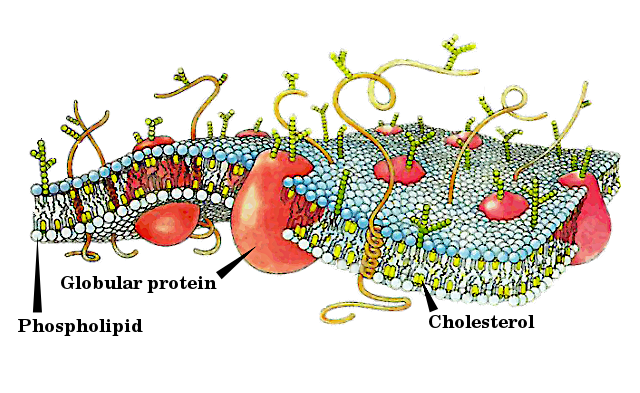 Globular protein
Phospholipid
Cholesterol